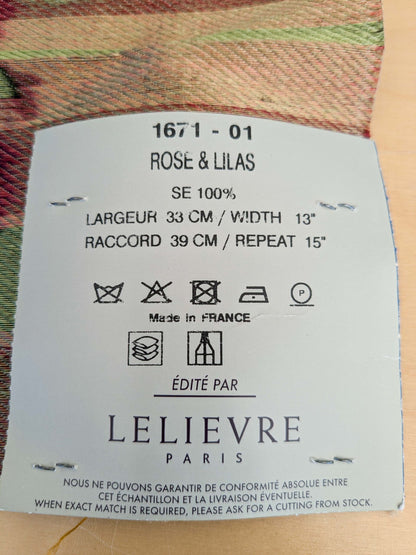 1671 - 01
ROSE & LILAS
SE 100%
LARGEUR 33 CM / WIDTH 13"
RACCORD 39 CM / REPEAT 15"
P
Made in FRANCE
ÉDITÉ PAR
LELIEVRE
PARIS
NOUS NE POUVONS GARANTIR DE CONFORMITÉ ABSOLUE ENTRE
CET ÉCHANTILLON ET LA LIVRAISON ÉVENTUELLE.
WHEN EXACT MATCH IS REQUIRED, PLEASE ASK FOR A CUTTING FROM STOCK.